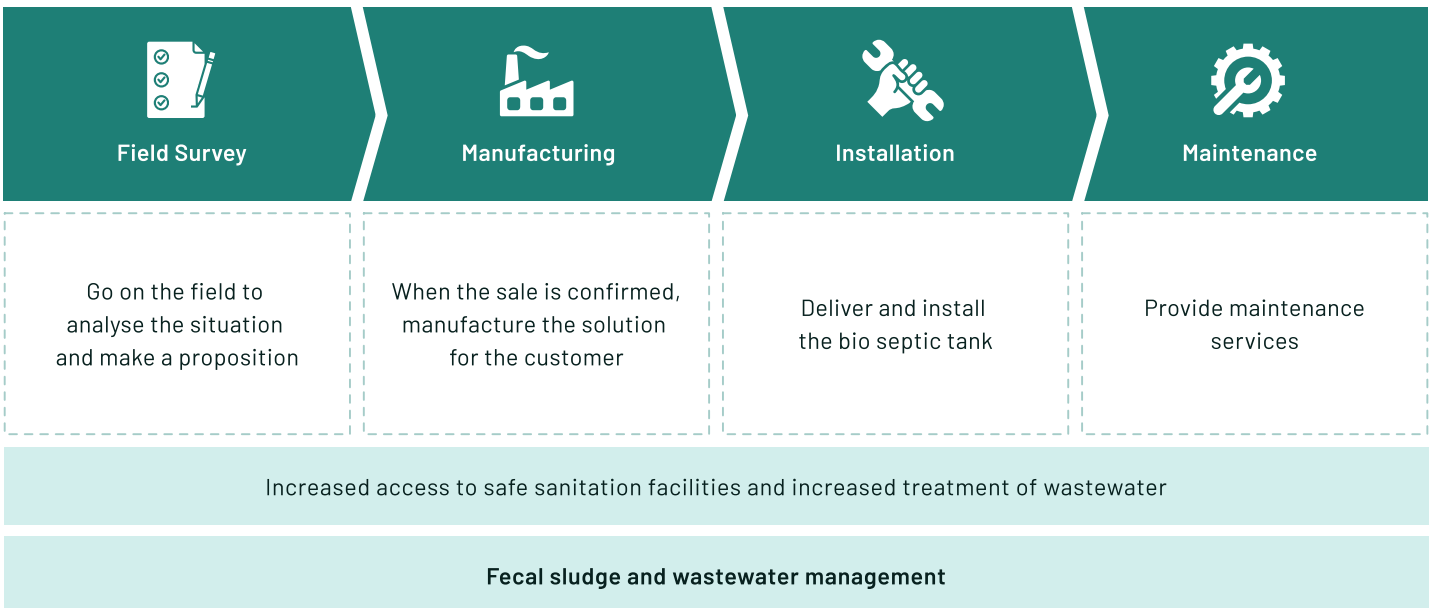 Field Survey
Manufacturing
Installation
Maintenance
Go on the field to
analyse the situation
and make a proposition
When the sale is confirmed,
manufacture the solution
for the customer
Deliver and install
the bio septic tank
Provide maintenance
services
Increased access to safe sanitation facilities and increased treatment of wastewater
Fecal sludge and wastewater management